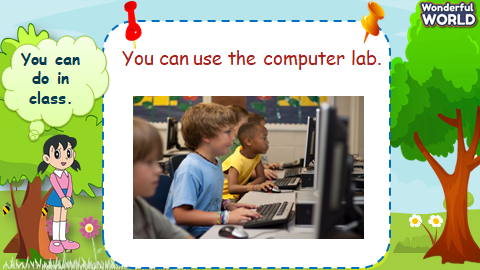 You can
do in
class.
You can use the computer lab.
Wonderful
WORLD